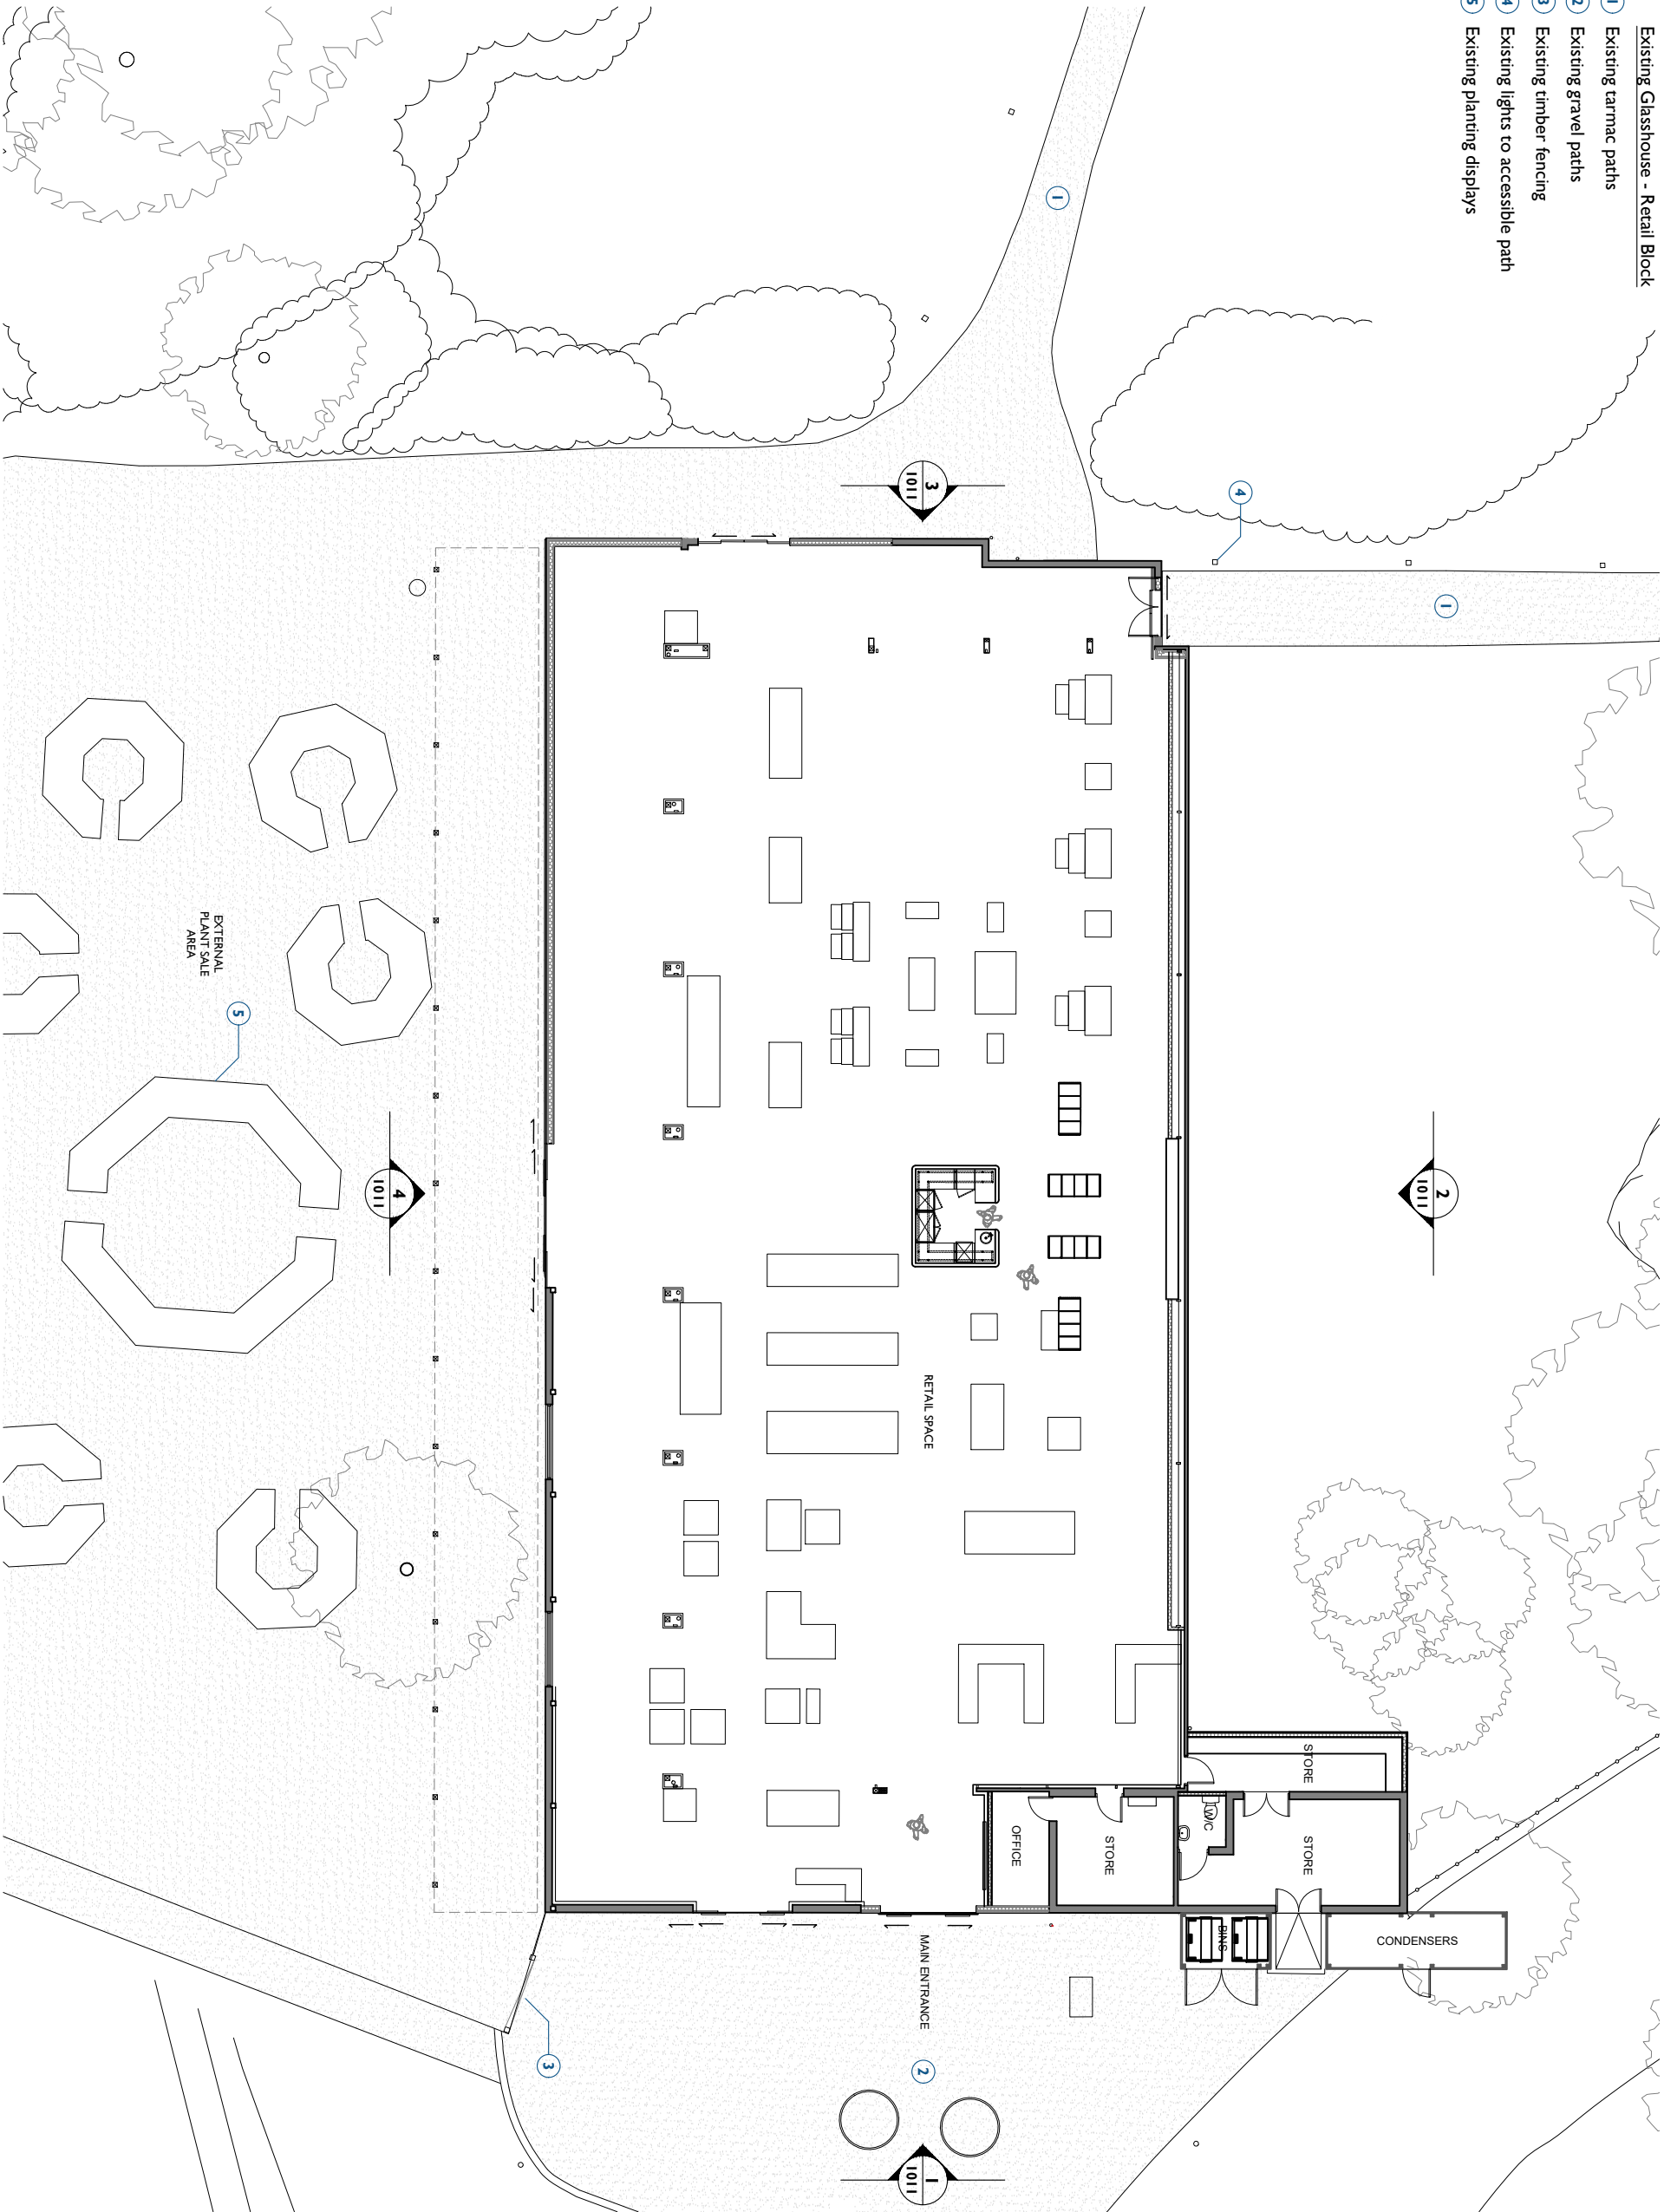 Existing Glasshouse - Retail Block
1 Existing tarmac paths
2 Existing gravel paths
3 Existing timber fencing
4 Existing lights to accessible path
5 Existing planting displays
1
4
1
3
1011
2
1011
4
1011
5
EXTERNAL
PLANT SALE
AREA
RETAIL SPACE
STORE
STORE
W/C
STORE
OFFICE
BINS
CONDENSERS
MAIN ENTRANCE
3
2
1
1011